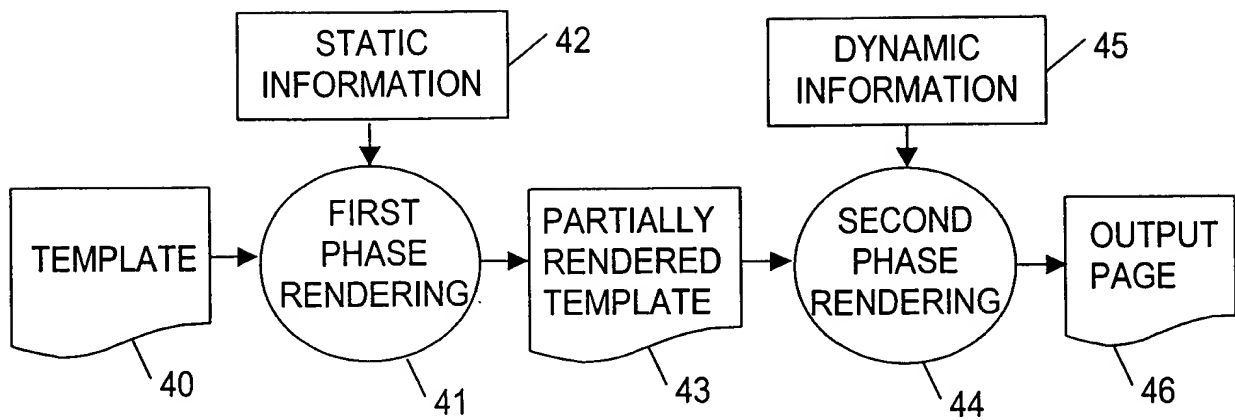 STATIC
INFORMATION
42
DYNAMIC
INFORMATION
45
TEMPLATE
40
FIRST
PHASE
RENDERING
41
PARTIALLY
RENDERED
TEMPLATE
43
SECOND
PHASE
RENDERING
44
OUTPUT
PAGE
46